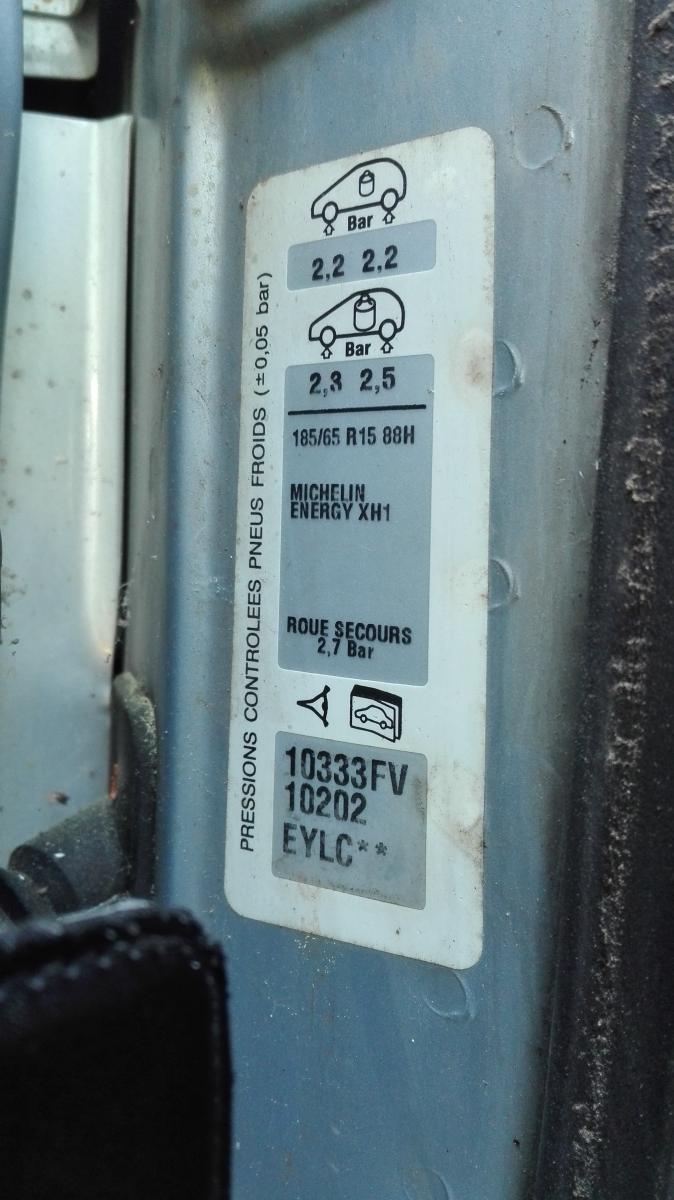 Bar
2,2 2,2
Bar
2,3 2,5
185/65 R15 88H
MICHELIN
ENERGY XH1
ROUE SECOURS
2,7 Bar
10333FV
10202
EYLC**
PRESSIONS CONTROLEES PNEUS FROIDS (±0,05 bar)